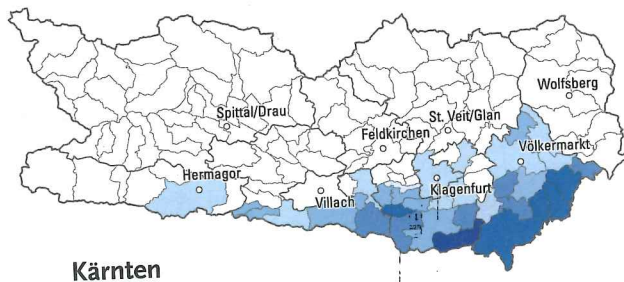 Wolfsberg
Spittal/Drau
St. Veit/Glan
Feldkirchen
Völkermarkt
Hermagor
Klagenfurt
Villach
Kärnten